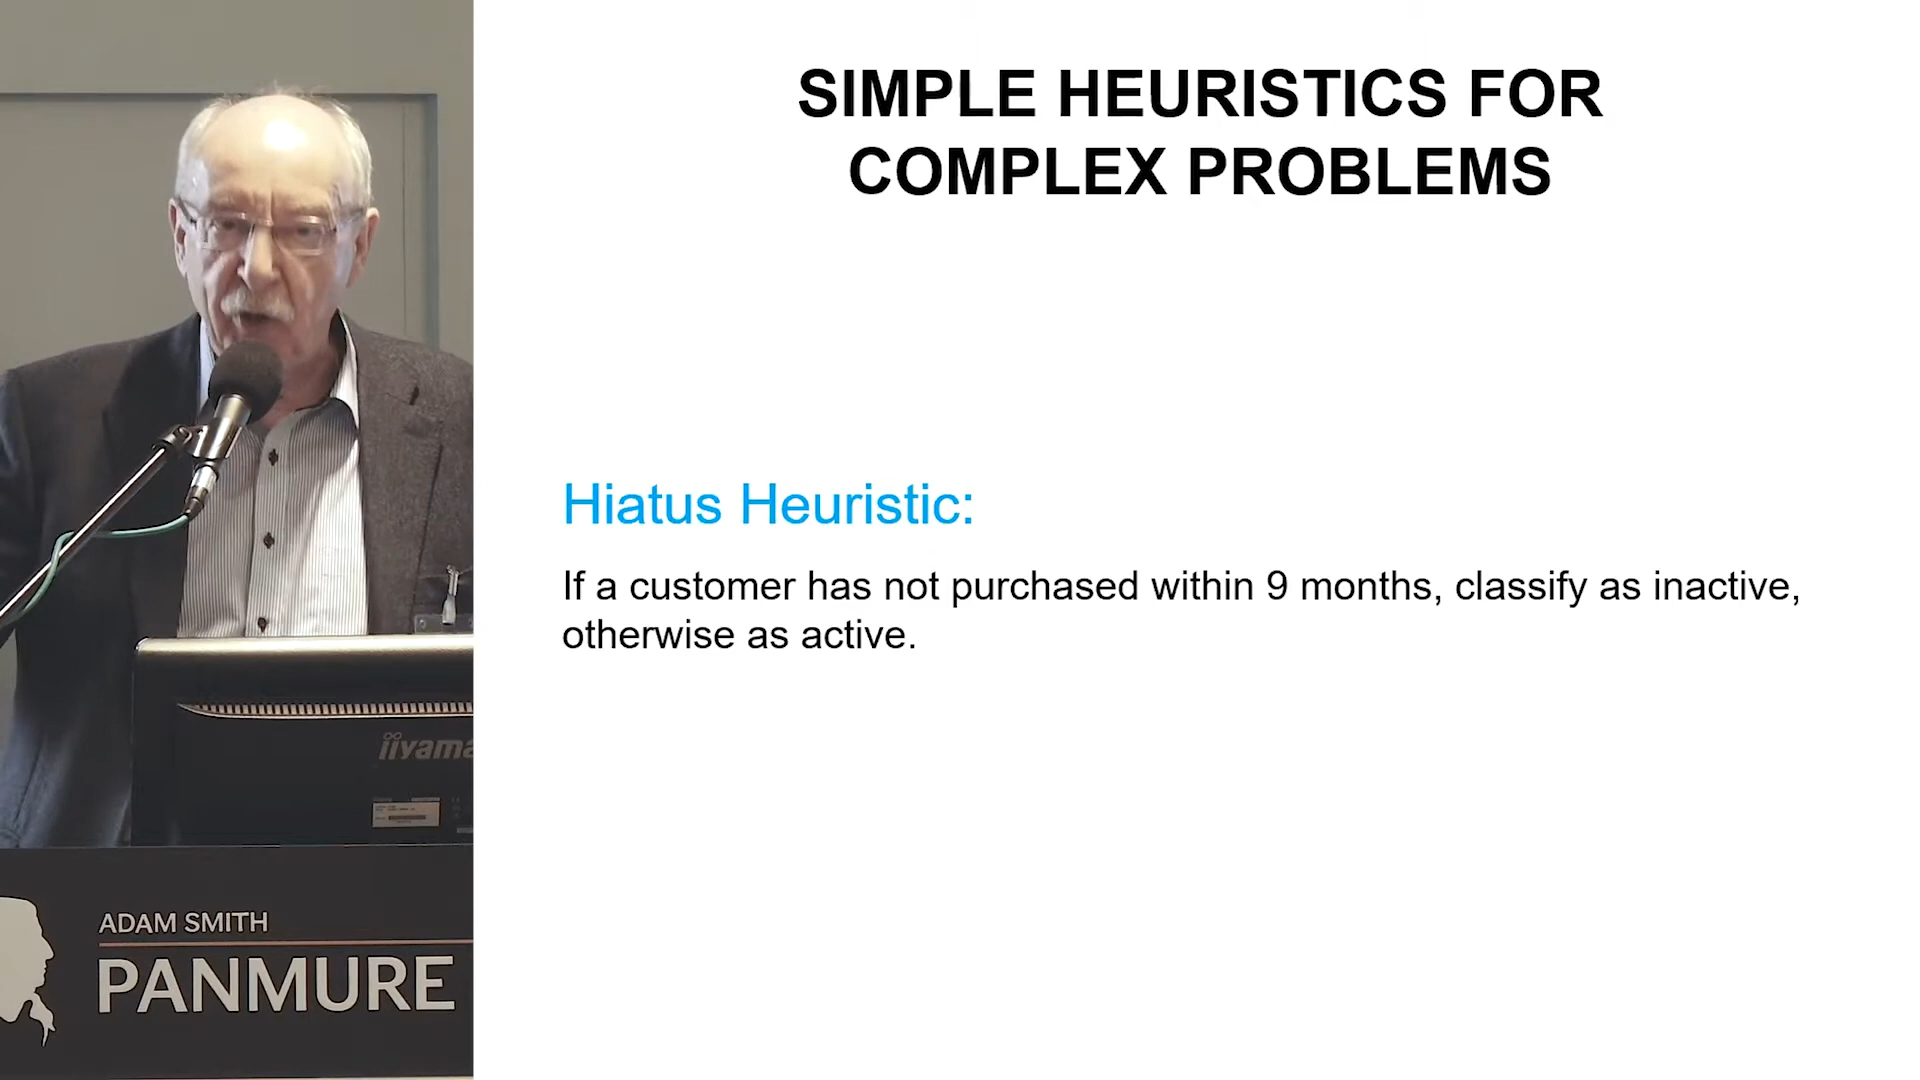 SIMPLE HEURISTICS FOR
COMPLEX PROBLEMS
Hiatus Heuristic:
If a customer has not purchased within 9 months, classify as inactive,
otherwise as active.
iiyama
ADAM SMITH
PANMURE